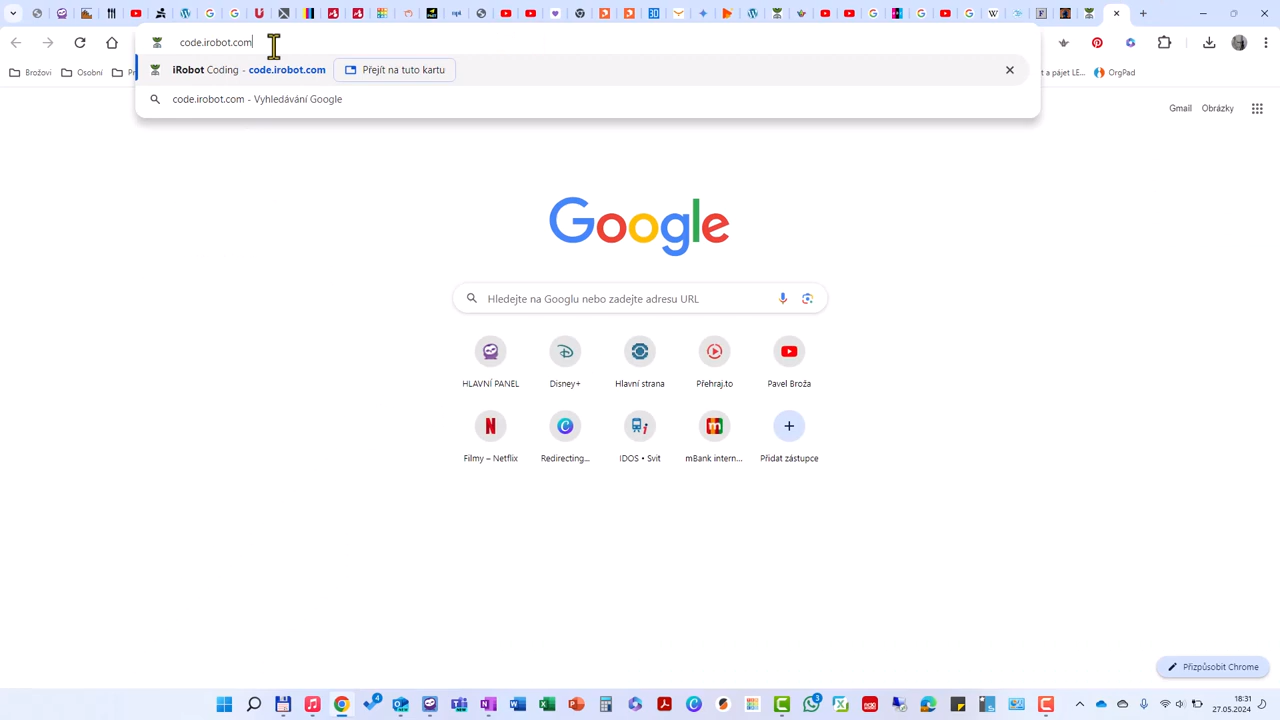 code.irobot.com
iRobot Coding - code.irobot.com Přejít na tuto kartu
code.irobot.com - Vyhledávání Google
Brožovi Osobní
OrgPad
Gmail Obrázky
Google
Hledejte na Googlu nebo zadejte adresu URL
HLAVNÍ PANEL Disney+ Hlavní strana Přehraj.to Pavel Broža
Filmy – Netflix Redirecting... IDOS • Svit mBank intern... Přidat zástupce
Přizpůsobit Chrome
4
3
18:31
27.05.2024